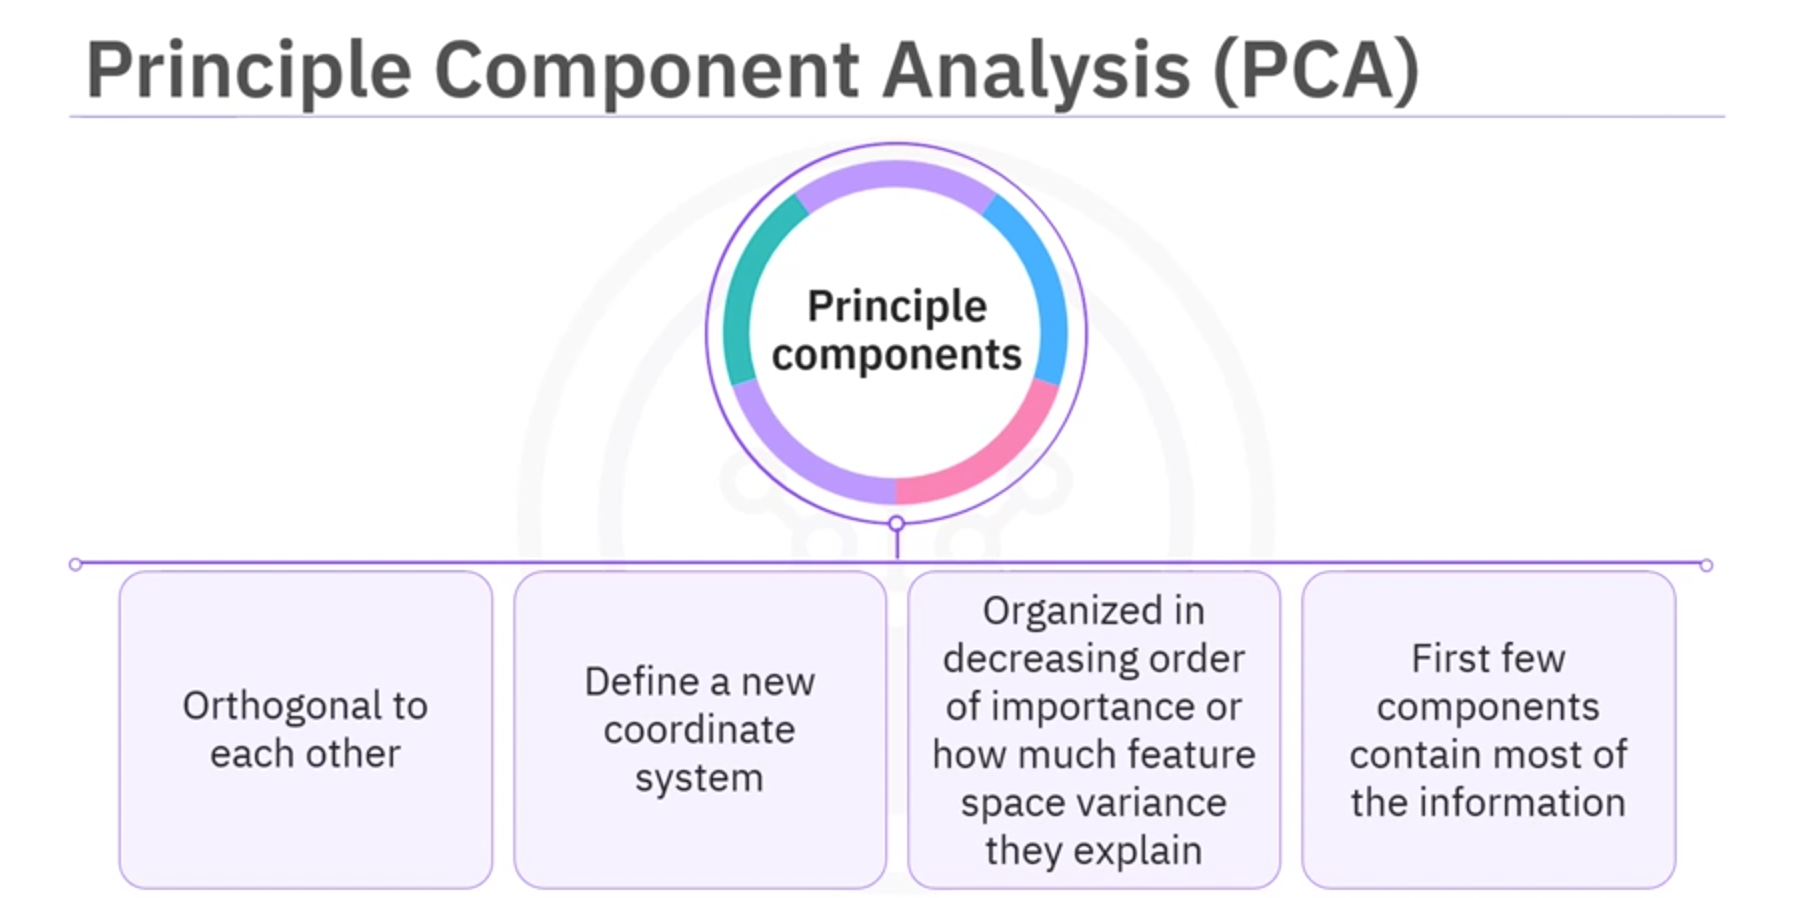 Principle Component Analysis (PCA)
Principle
components
Orthogonal to
each other
Define a new
coordinate
system
Organized in
decreasing order
of importance or
how much feature
space variance
they explain
First few
components
contain most of
the information